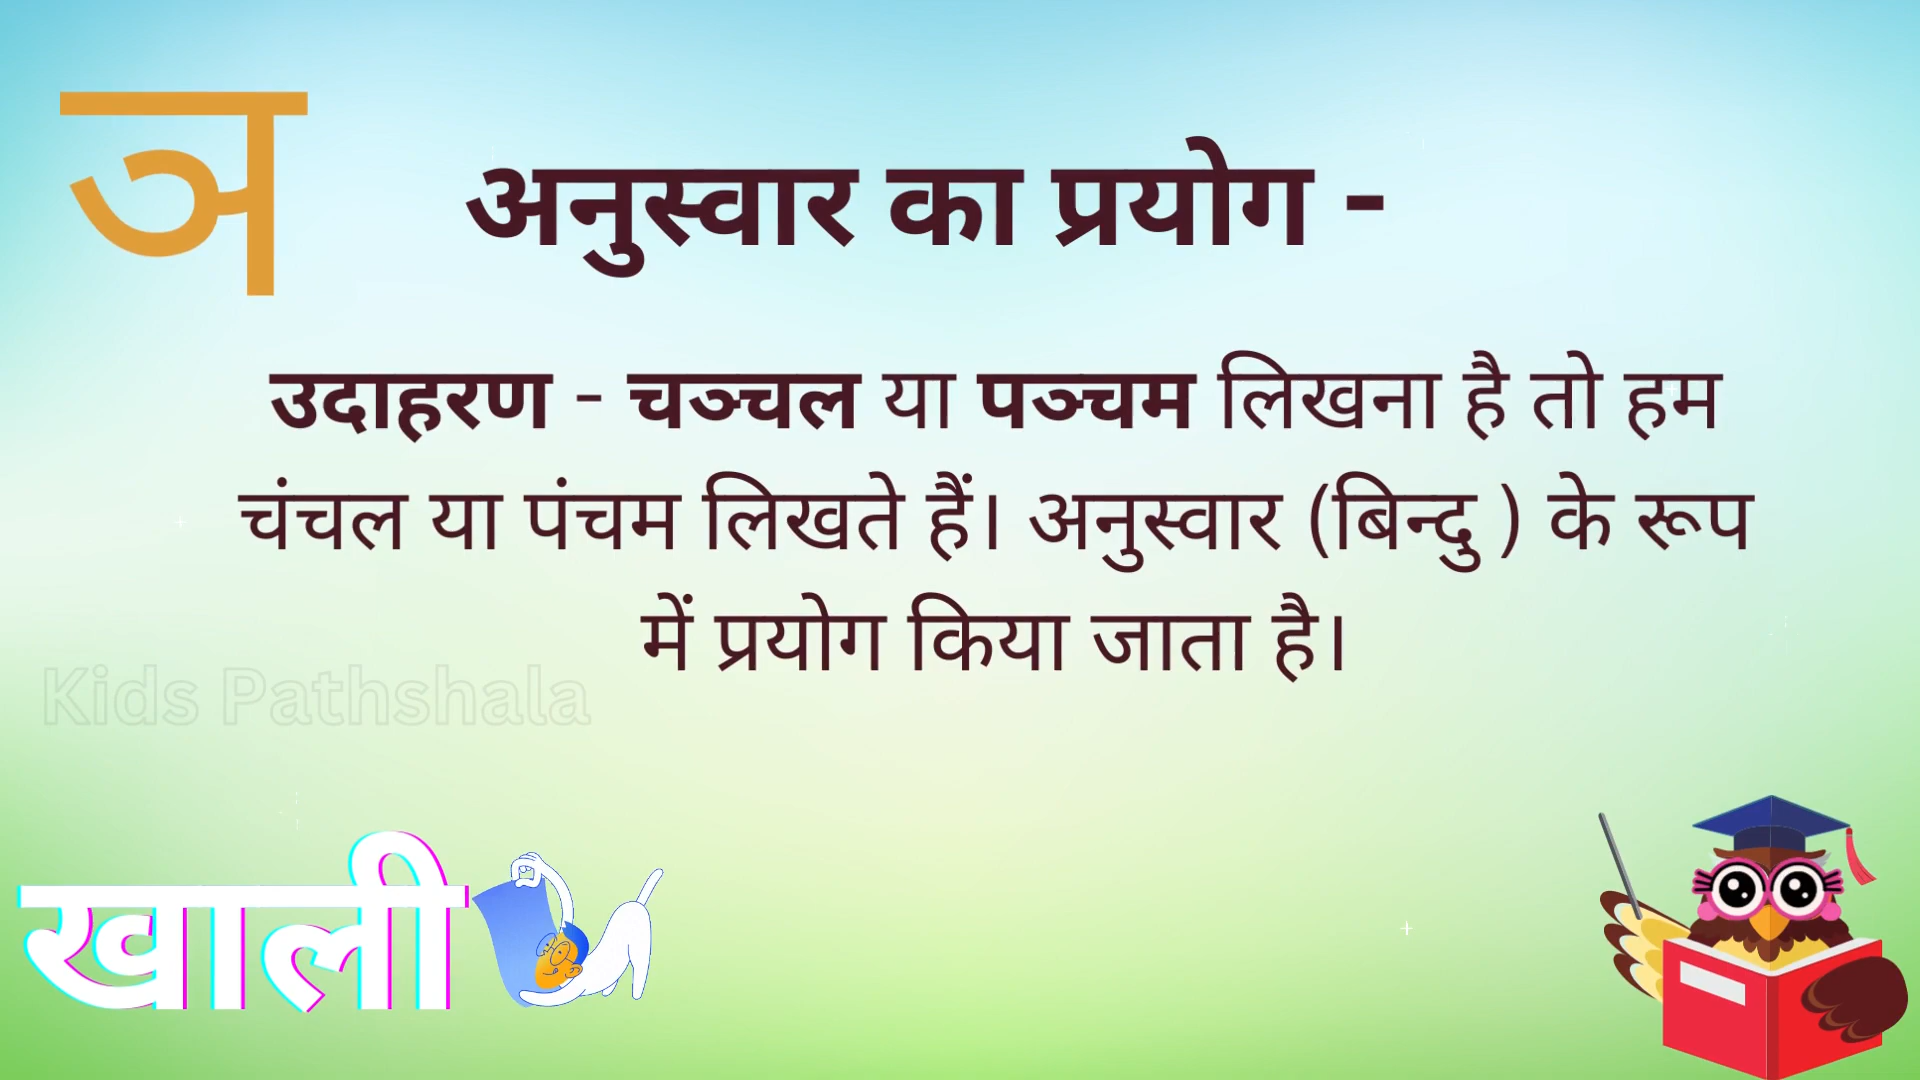 ञ
अनुस्वार का प्रयोग -
उदाहरण - चञ्चल या पञ्चम लिखना है तो हम
चंचल या पंचम लिखते हैं। अनुस्वार (बिन्दु ) के रूप
में प्रयोग किया जाता है।
Kids Pathshala
खाली